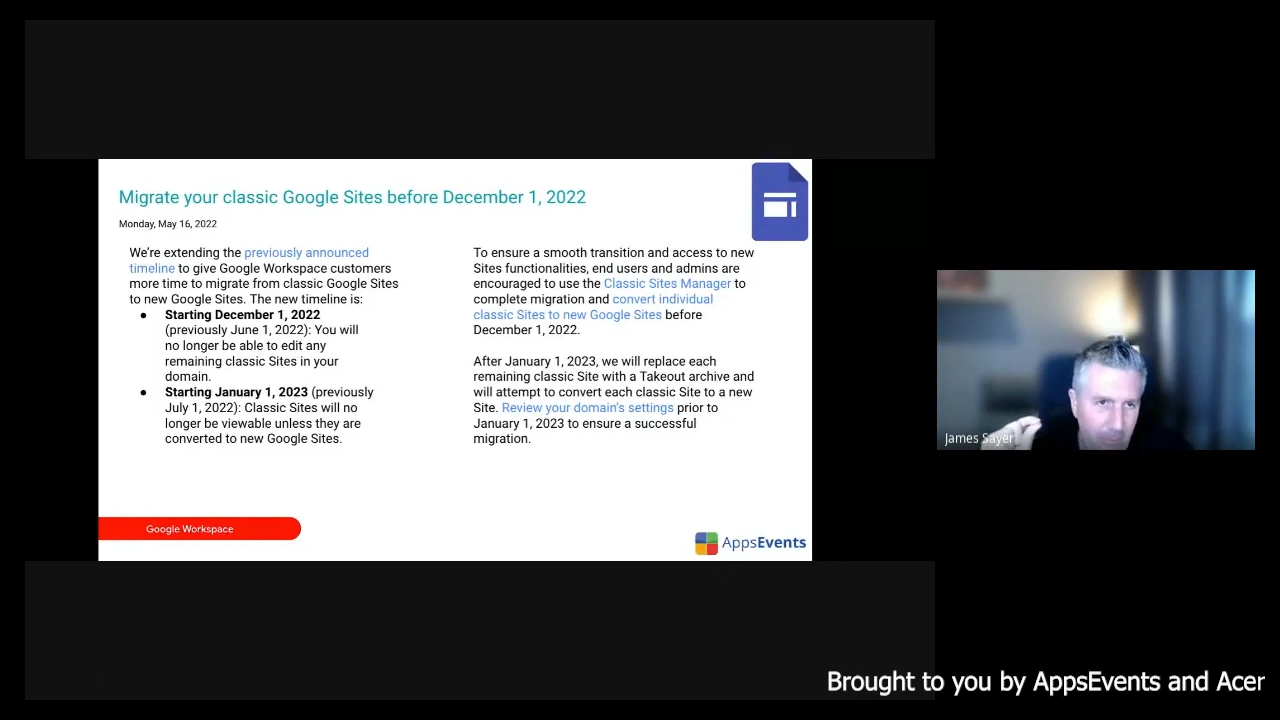 Migrate your classic Google Sites before December 1, 2022
Monday, May 16, 2022
We're extending the previously announced
timeline to give Google Workspace customers
more time to migrate from classic Google Sites
to new Google Sites. The new timeline is:
● Starting December 1, 2022
(previously June 1, 2022): You will
no longer be able to edit any
remaining classic Sites in your
domain.
● Starting January 1, 2023 (previously
July 1, 2022): Classic Sites will no
longer be viewable unless they are
converted to new Google Sites.
To ensure a smooth transition and access to new
Sites functionalities, end users and admins are
encouraged to use the Classic Sites Manager to
complete migration and convert individual
classic Sites to new Google Sites before
December 1, 2022.
After January 1, 2023, we will replace each
remaining classic Site with a Takeout archive and
will attempt to convert each classic Site to a new
Site. Review your domain's settings prior to
January 1, 2023 to ensure a successful
migration.
Google Workspace
AppsEvents
James Sayer
Brought to you by AppsEvents and Acer